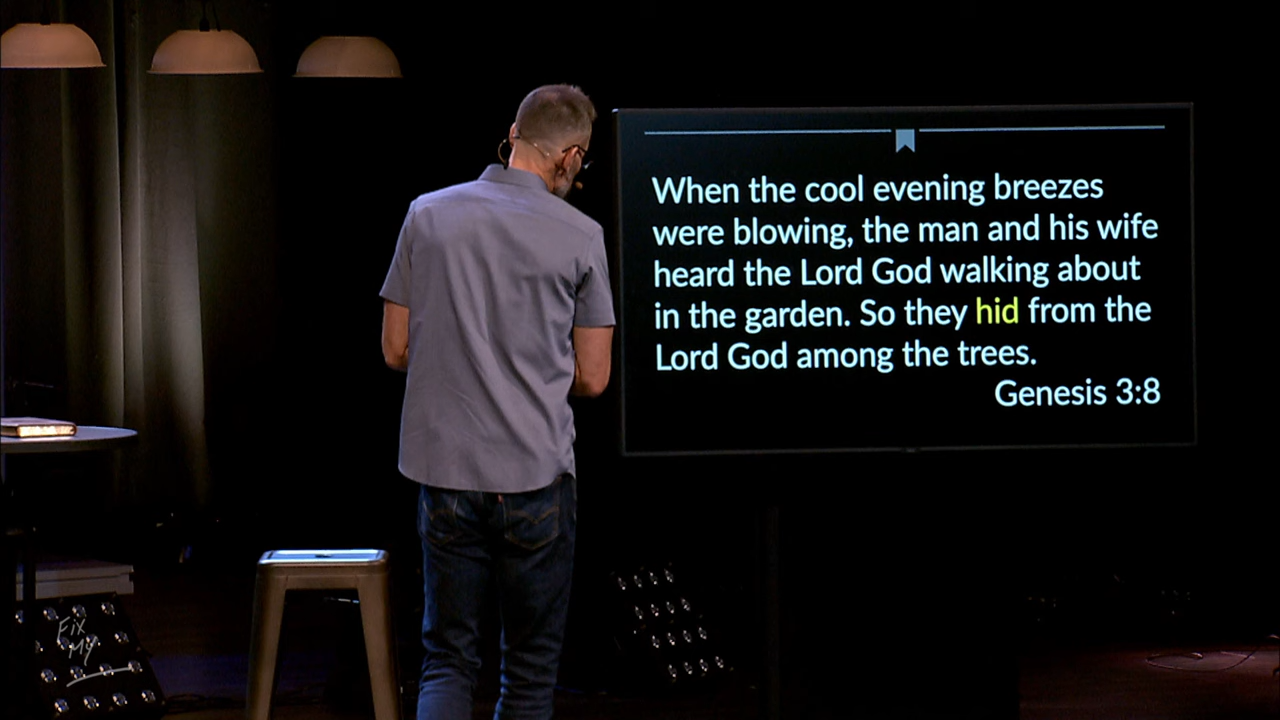 When the cool evening breezes
were blowing, the man and his wife
heard the Lord God walking about
in the garden. So they hid from the
Lord God among the trees.
Genesis 3:8
FIX
MY